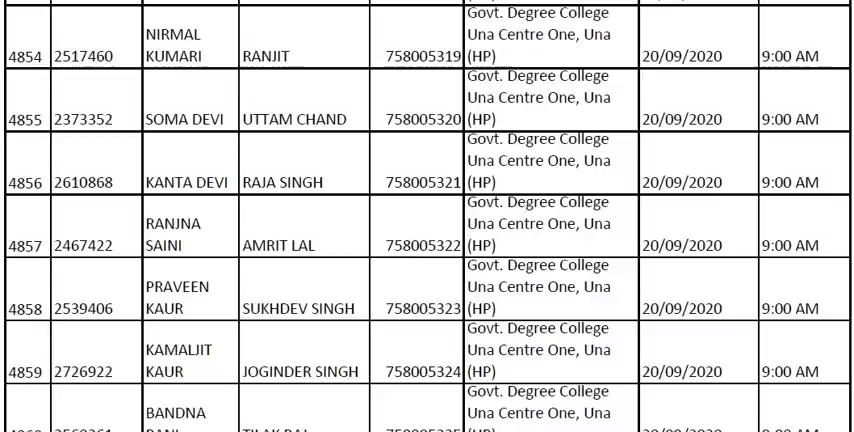 4854 2517460 NIRMAL KUMARI RANJIT 758005319 Govt. Degree College Una Centre One, Una (HP) 20/09/2020 9:00 AM
4855 2373352 SOMA DEVI UTTAM CHAND 758005320 Govt. Degree College Una Centre One, Una (HP) 20/09/2020 9:00 AM
4856 2610868 KANTA DEVI RAJA SINGH 758005321 Govt. Degree College Una Centre One, Una (HP) 20/09/2020 9:00 AM
4857 2467422 RANJNA SAINI AMRIT LAL 758005322 Govt. Degree College Una Centre One, Una (HP) 20/09/2020 9:00 AM
4858 2539406 PRAVEEN KAUR SUKHDEV SINGH 758005323 Govt. Degree College Una Centre One, Una (HP) 20/09/2020 9:00 AM
4859 2726922 KAMALJIT KAUR JOGINDER SINGH 758005324 Govt. Degree College Una Centre One, Una (HP) 20/09/2020 9:00 AM
BANDNA Govt. Degree College Una Centre One, Una